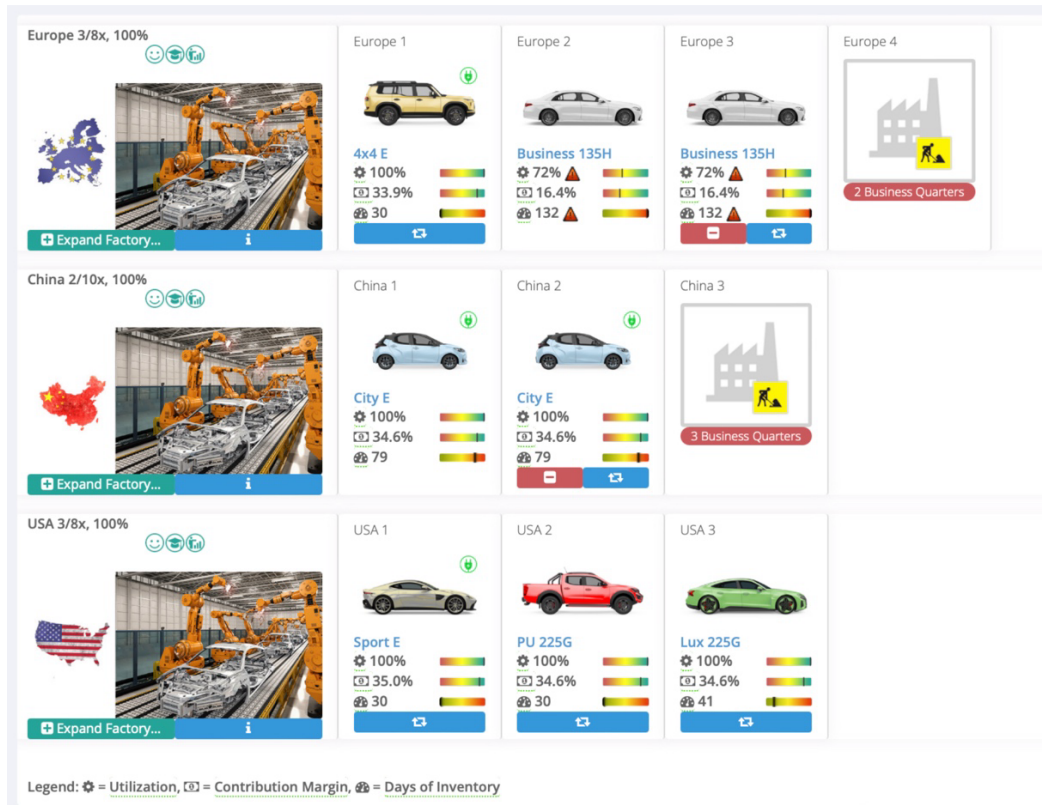 Europe 3/8x, 100%
Expand Factory...
i
Europe 1
4x4 E
100%
33.9%
30
Europe 2
Business 135H
72%
16.4%
132
Europe 3
Business 135H
72%
16.4%
132
Europe 4
2 Business Quarters
China 2/10x, 100%
Expand Factory...
i
China 1
City E
100%
34.6%
79
China 2
City E
100%
34.6%
79
China 3
3 Business Quarters
USA 3/8x, 100%
Expand Factory...
i
USA 1
Sport E
100%
35.0%
30
USA 2
PU 225G
100%
34.6%
30
USA 3
Lux 225G
100%
34.6%
41
Legend: = Utilization, = Contribution Margin, = Days of Inventory